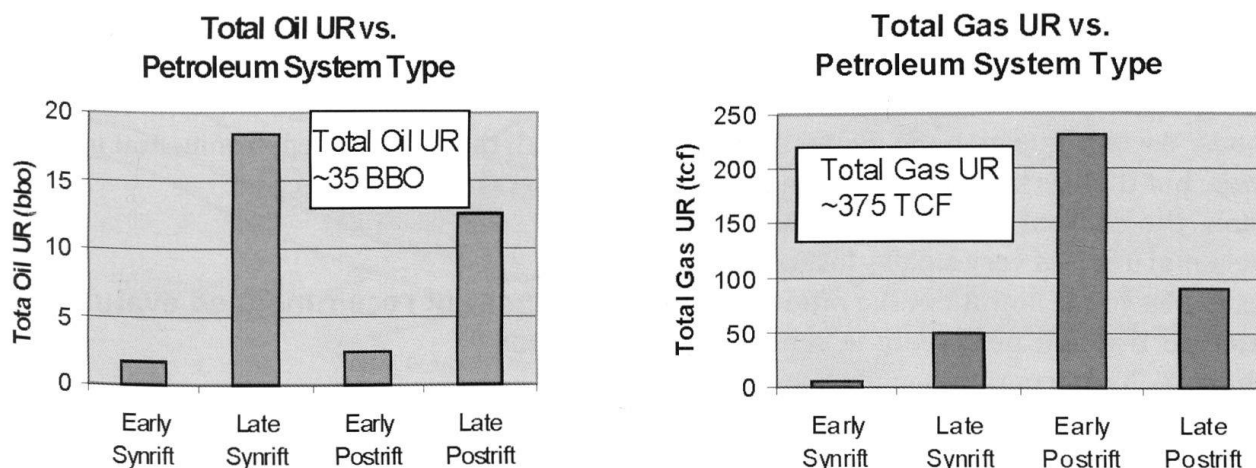 Total Oil UR vs.
Petroleum System Type
20
15
10
5
0
Tota Oil UR (bbo)
Total Oil UR
~35 BBO
Early
Synrift
Late
Synrift
Early
Postrift
Late
Postrift
Total Gas UR vs.
Petroleum System Type
250
200
150
100
50
0
Total Gas UR (tcf)
Total Gas UR
~375 TCF
Early
Synrift
Late
Synrift
Early
Postrift
Late
Postrift